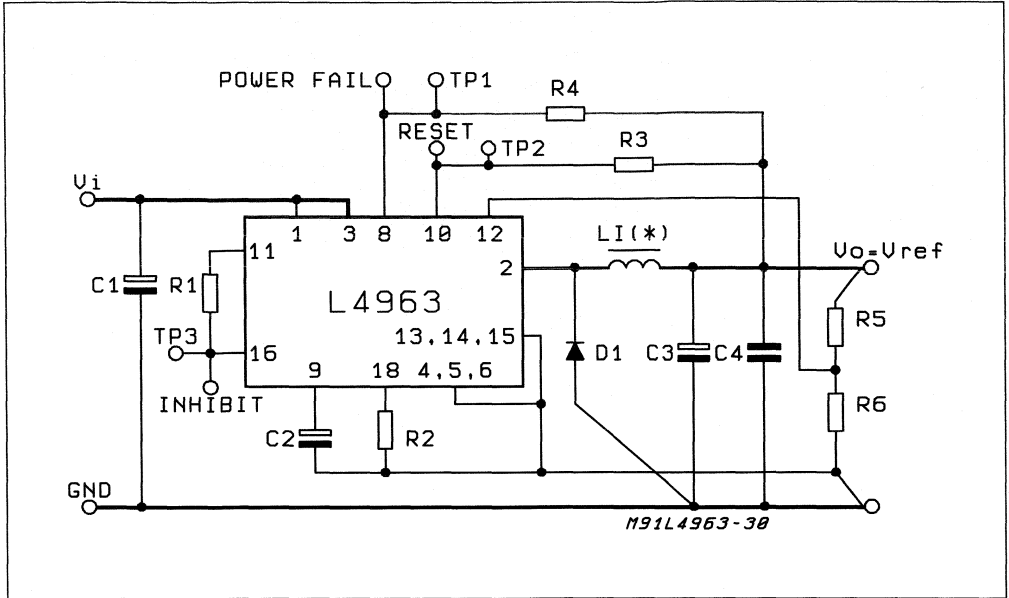 POWER FAIL TP1 R4
RESET TP2 R3
Vi
1 3 8 10 12
11 2 LI(*) Vo=Vref
C1 R1 L4963 R5
TP3 13,14,15
16 D1 C3 C4
9 18 4,5,6
INHIBIT R6
C2 R2
GND
M91L4963-30